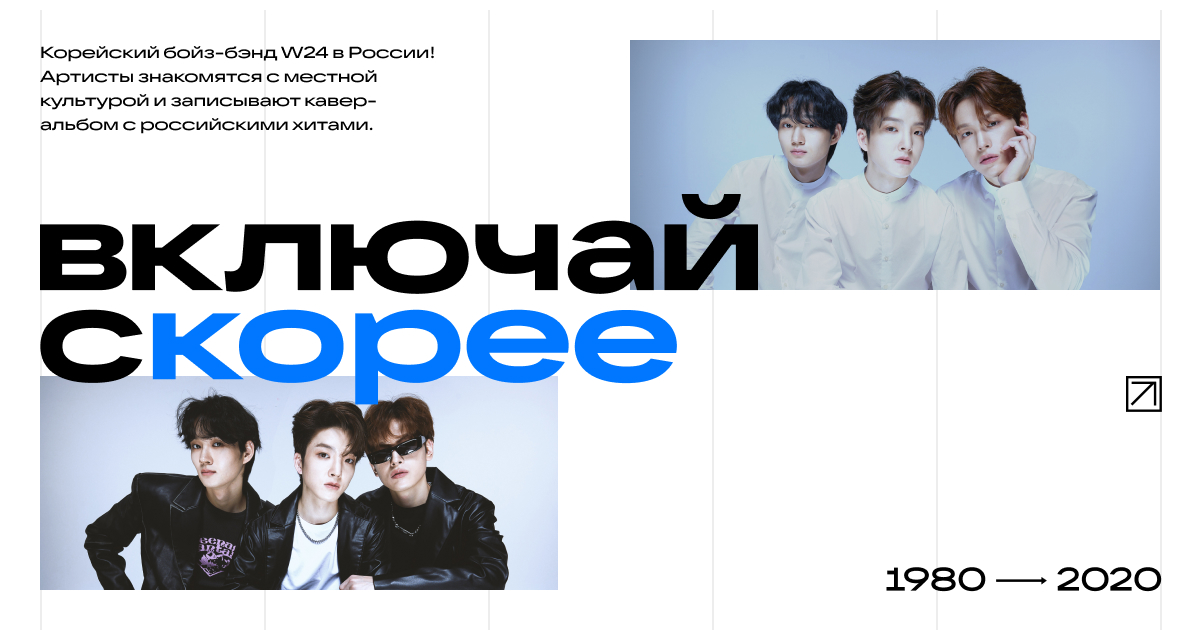 Корейский бойз-бэнд W24 в России!
Артисты знакомятся с местной
культурой и записывают кавер-
альбом с российскими хитами.
включай
скорее
1980 → 2020